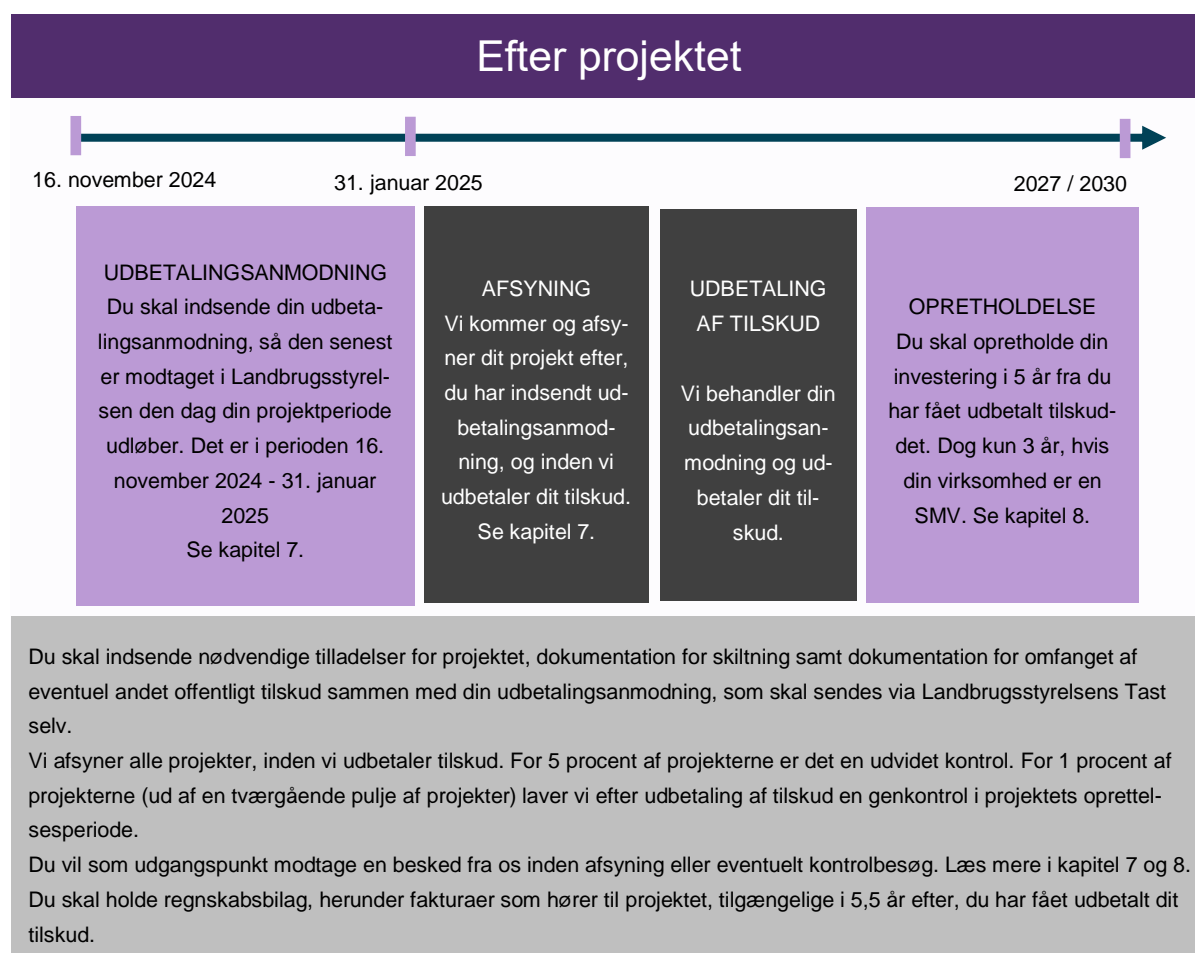 Efter projektet
16. november 2024
31. januar 2025
2027 / 2030
UDBETALINGSANMODNING
Du skal indsende din udbeta-
lingsanmodning, så den senest
er modtaget i Landbrugsstyrel-
sen den dag din projektperiode
udløber. Det er i perioden 16.
november 2024 - 31. januar
2025
Se kapitel 7.
AFSYNING
Vi kommer og afsy-
ner dit projekt efter,
du har indsendt ud-
betalingsanmod-
ning, og inden vi
udbetaler dit tilskud.
Se kapitel 7.
UDBETALING
AF TILSKUD
Vi behandler din
udbetalingsan-
modning og ud-
betaler dit til-
skud.
OPRETHOLDELSE
Du skal opretholde din
investering i 5 år fra du
har fået udbetalt tilskud-
det. Dog kun 3 år, hvis
din virksomhed er en
SMV. Se kapitel 8.
Du skal indsende nødvendige tilladelser for projektet, dokumentation for skiltning samt dokumentation for omfanget af
eventuel andet offentligt tilskud sammen med din udbetalingsanmodning, som skal sendes via Landbrugsstyrelsens Tast
selv.
Vi afsyner alle projekter, inden vi udbetaler tilskud. For 5 procent af projekterne er det en udvidet kontrol. For 1 procent af
projekterne (ud af en tværgående pulje af projekter) laver vi efter udbetaling af tilskud en genkontrol i projektets oprettel-
sesperiode.
Du vil som udgangspunkt modtage en besked fra os inden afsyning eller eventuelt kontrolbesøg. Læs mere i kapitel 7 og 8.
Du skal holde regnskabsbilag, herunder fakturaer som hører til projektet, tilgængelige i 5,5 år efter, du har fået udbetalt dit
tilskud.